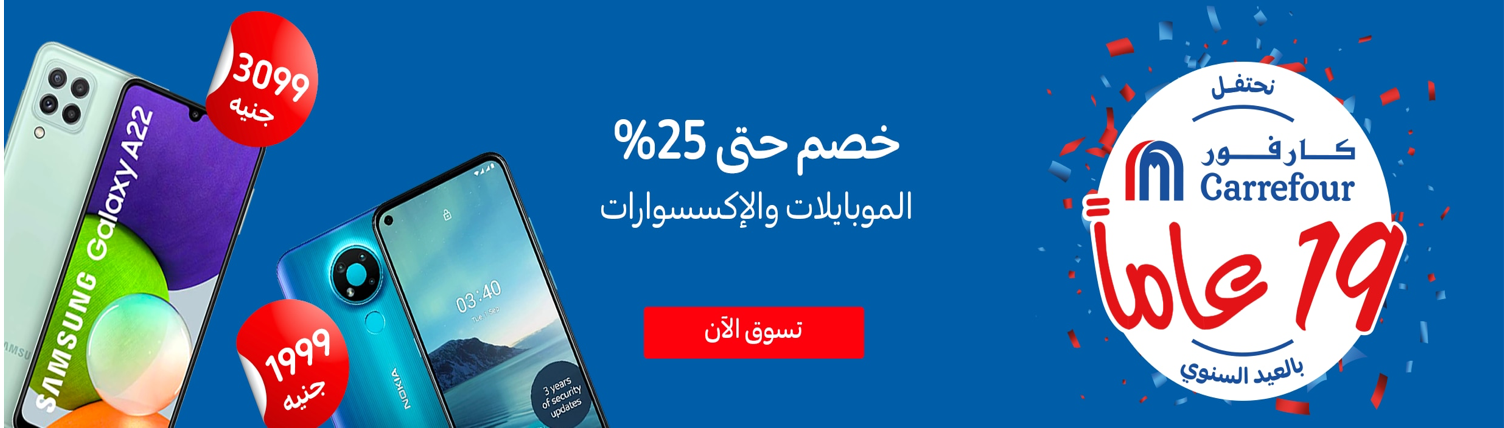 نحتفل
كارفور
Carrefour
19 عاماً
بالعيد السنوي
خصم حتى 25%
الموبايلات والإكسسوارات
تسوق الآن
3099
جنيه
SAMSUNG Galaxy A22
1999
جنيه
03:40
NOKIA
3 years
of security
updates